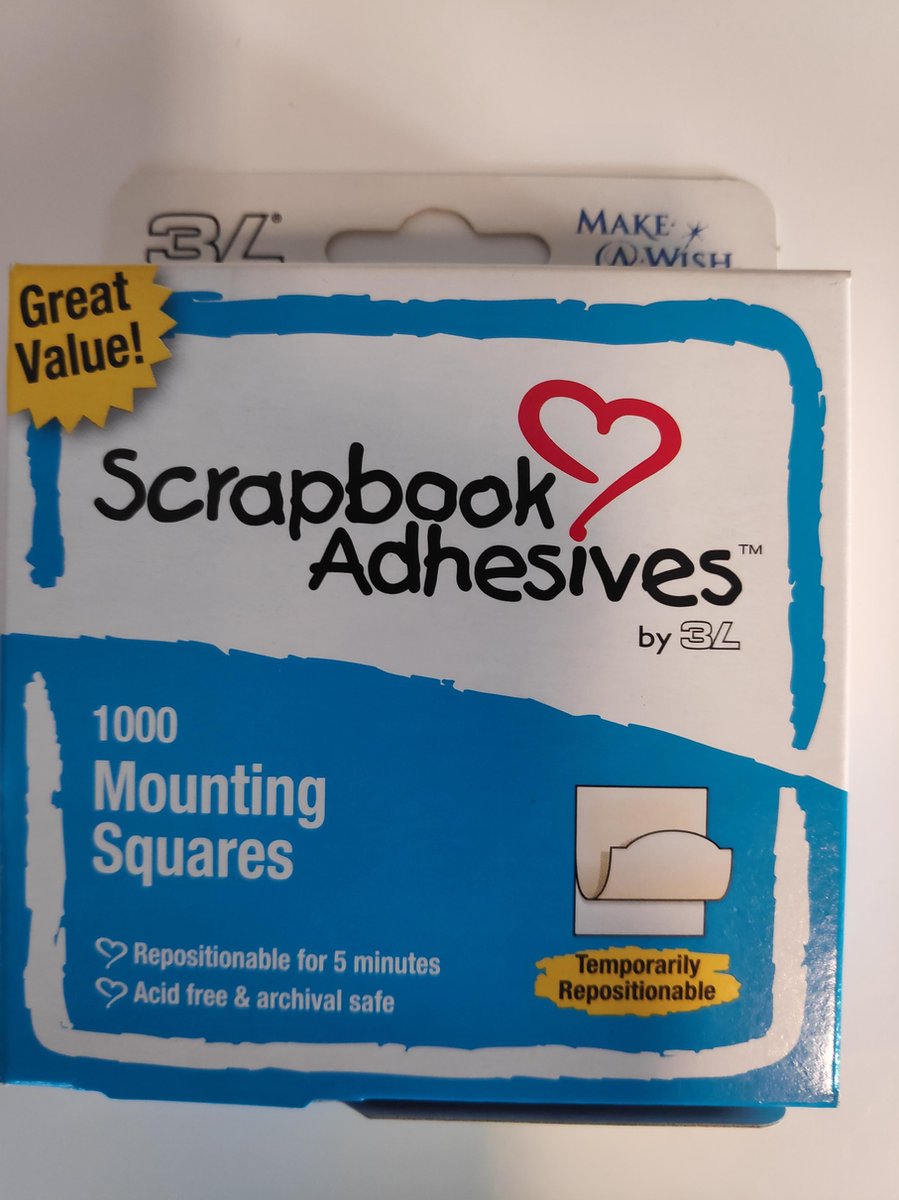 3L®
MAKE·
A·WISH
Great
Value!
Scrapbook
Adhesives™
by 3L
1000
Mounting
Squares
Repositionable for 5 minutes
Acid free & archival safe
Temporarily
Repositionable